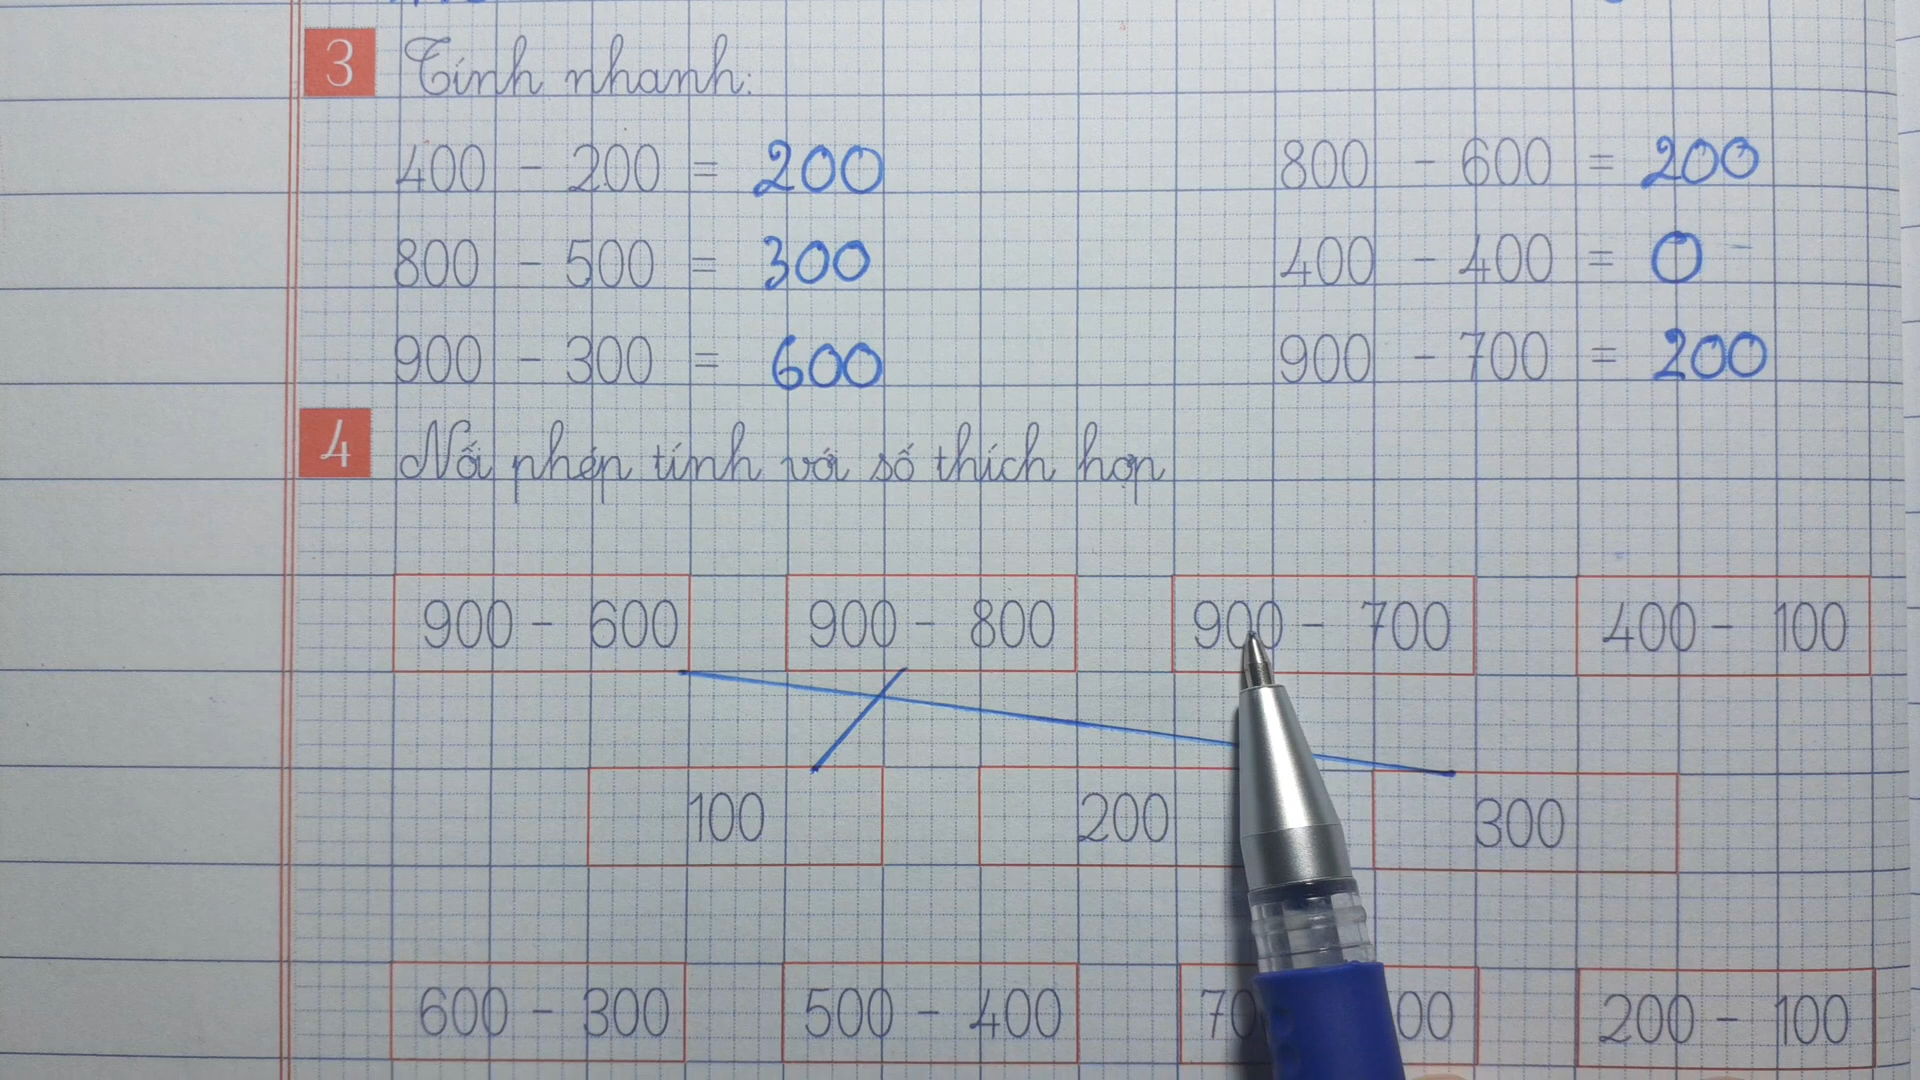 3 Tính nhanh:
400 - 200 = 200 800 - 600 = 200
800 - 500 = 300 400 - 400 = 0
900 - 300 = 600 900 - 700 = 200
4 Nối phép tính với số thích hợp
900 - 600 900 - 800 900 - 700 400 - 100
100 200 300
600 - 300 500 - 400 200 - 100